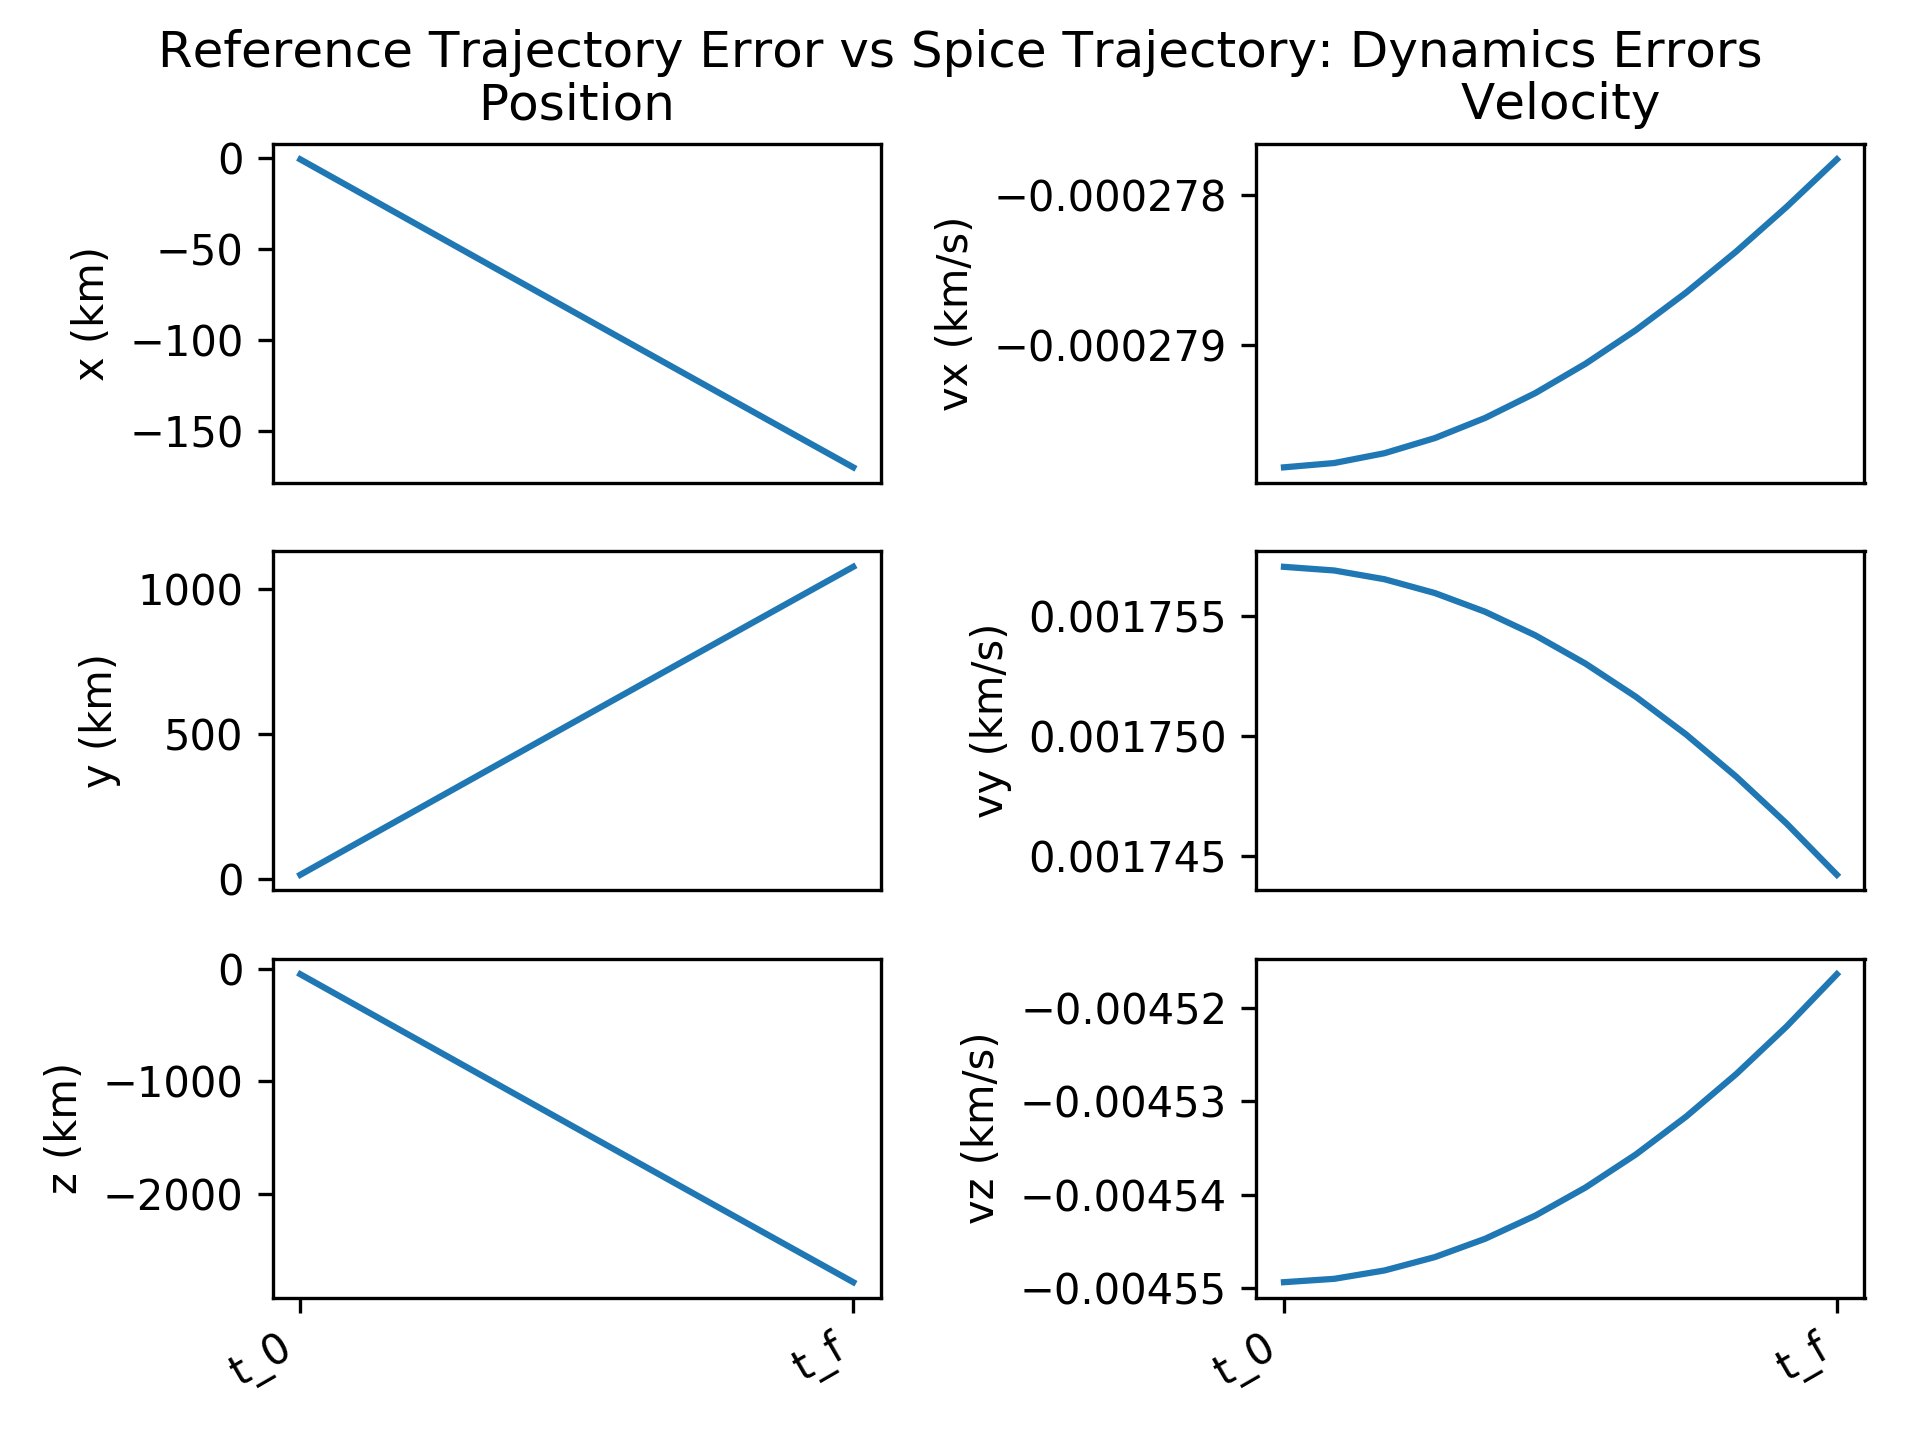 Reference Trajectory Error vs Spice Trajectory: Dynamics Errors
Position
Velocity
x (km)
0
−50
−100
−150
vx (km/s)
−0.000278
−0.000279
y (km)
1000
500
0
vy (km/s)
0.001755
0.001750
0.001745
z (km)
0
−1000
−2000
vz (km/s)
−0.00452
−0.00453
−0.00454
−0.00455
t_0
t_f
t_0
t_f